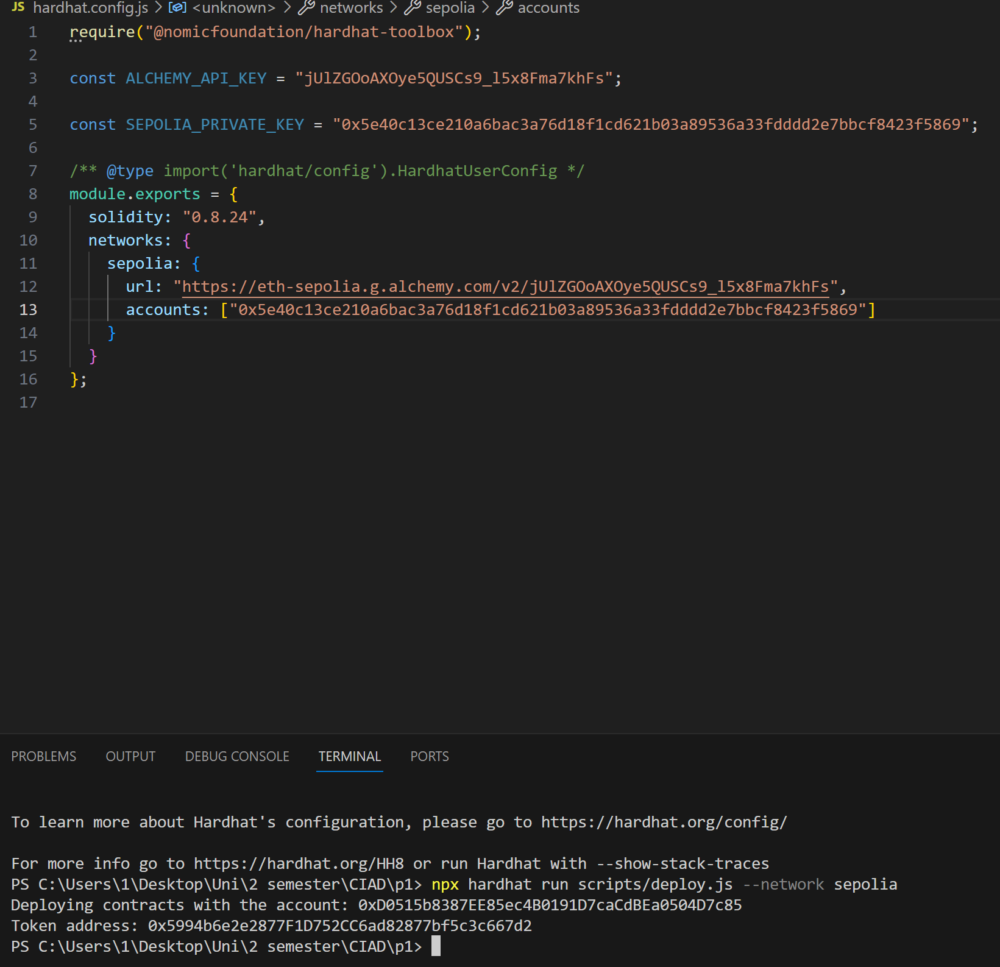 JS hardhat.config.js > <unknown> > networks > sepolia > accounts
1 require("@nomicfoundation/hardhat-toolbox");
2
3 const ALCHEMY_API_KEY = "jUlZGOoAXOye5QUSCs9_l5x8Fma7khFs";
4
5 const SEPOLIA_PRIVATE_KEY = "0x5e40c13ce210a6bac3a76d18f1cd621b03a89536a33fdddd2e7bbcf8423f5869";
6
7 /** @type import('hardhat/config').HardhatUserConfig */
8 module.exports = {
9 solidity: "0.8.24",
10 networks: {
11 sepolia: {
12 url: "https://eth-sepolia.g.alchemy.com/v2/jUlZGOoAXOye5QUSCs9_l5x8Fma7khFs",
13 accounts: ["0x5e40c13ce210a6bac3a76d18f1cd621b03a89536a33fdddd2e7bbcf8423f5869"]
14 }
15 }
16 };
17
PROBLEMS OUTPUT DEBUG CONSOLE TERMINAL PORTS
To learn more about Hardhat's configuration, please go to https://hardhat.org/config/
For more info go to https://hardhat.org/HH8 or run Hardhat with --show-stack-traces
PS C:\Users\1\Desktop\Uni\2 semester\CIAD\p1> npx hardhat run scripts/deploy.js --network sepolia
Deploying contracts with the account: 0xD0515b8387EE85ec4B0191D7caCdBEa0504D7c85
Token address: 0x5994b6e2e2877F1D752CC6ad82877bf5c3c667d2
PS C:\Users\1\Desktop\Uni\2 semester\CIAD\p1>